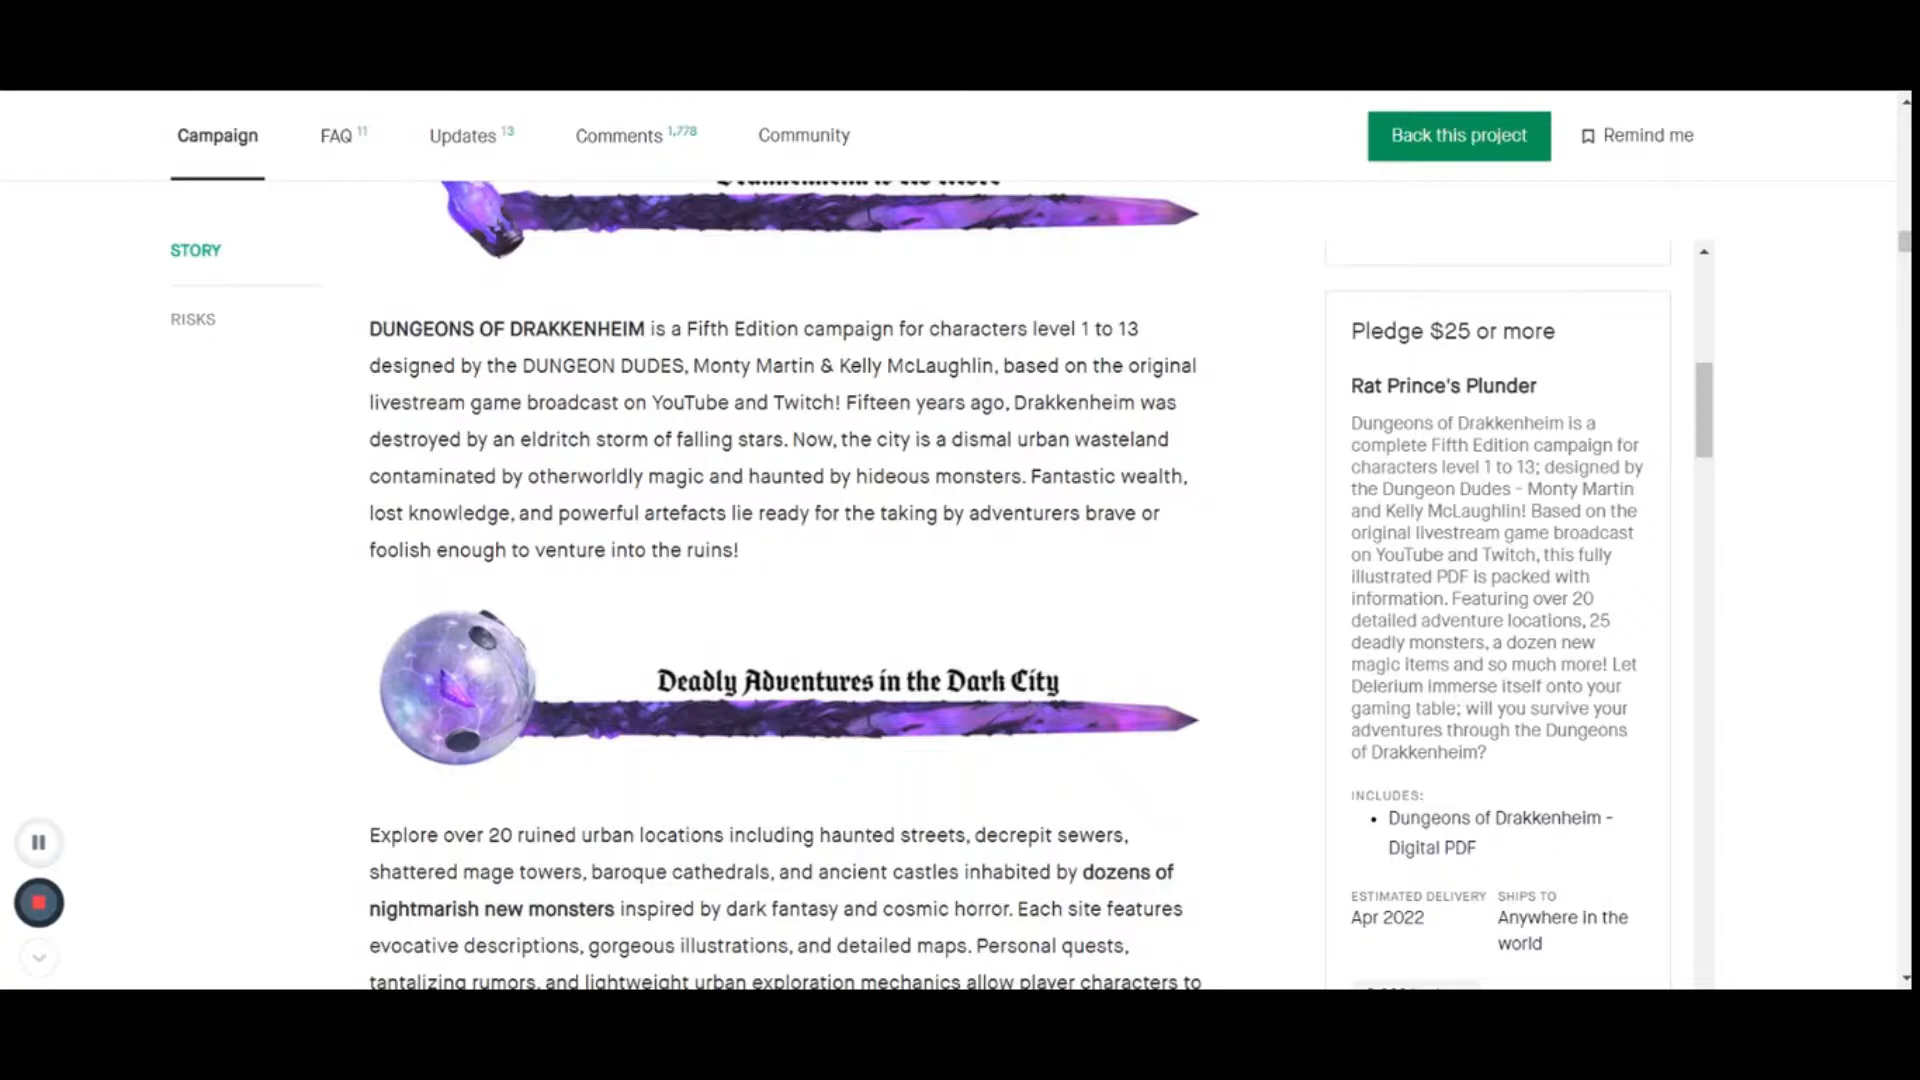 Campaign
FAQ 11
Updates 13
Comments 1,778
Community
Back this project
Remind me
STORY
RISKS
DUNGEONS OF DRAKKENHEIM is a Fifth Edition campaign for characters level 1 to 13
designed by the DUNGEON DUDES, Monty Martin & Kelly McLaughlin, based on the original
livestream game broadcast on YouTube and Twitch! Fifteen years ago, Drakkenheim was
destroyed by an eldritch storm of falling stars. Now, the city is a dismal urban wasteland
contaminated by otherworldly magic and haunted by hideous monsters. Fantastic wealth,
lost knowledge, and powerful artefacts lie ready for the taking by adventurers brave or
foolish enough to venture into the ruins!
Deadly Adventures in the Dark City
Explore over 20 ruined urban locations including haunted streets, decrepit sewers,
shattered mage towers, baroque cathedrals, and ancient castles inhabited by dozens of
nightmarish new monsters inspired by dark fantasy and cosmic horror. Each site features
evocative descriptions, gorgeous illustrations, and detailed maps. Personal quests,
tantalizing rumors, and lightweight urban exploration mechanics allow player characters to
Pledge $25 or more
Rat Prince's Plunder
Dungeons of Drakkenheim is a
complete Fifth Edition campaign for
characters level 1 to 13; designed by
the Dungeon Dudes - Monty Martin
and Kelly McLaughlin! Based on the
original livestream game broadcast
on YouTube and Twitch, this fully
illustrated PDF is packed with
information. Featuring over 20
detailed adventure locations, 25
deadly monsters, a dozen new
magic items and so much more! Let
Delerium immerse itself onto your
gaming table; will you survive your
adventures through the Dungeons
of Drakkenheim?
INCLUDES:
• Dungeons of Drakkenheim -
Digital PDF
ESTIMATED DELIVERY
Apr 2022
SHIPS TO
Anywhere in the
world